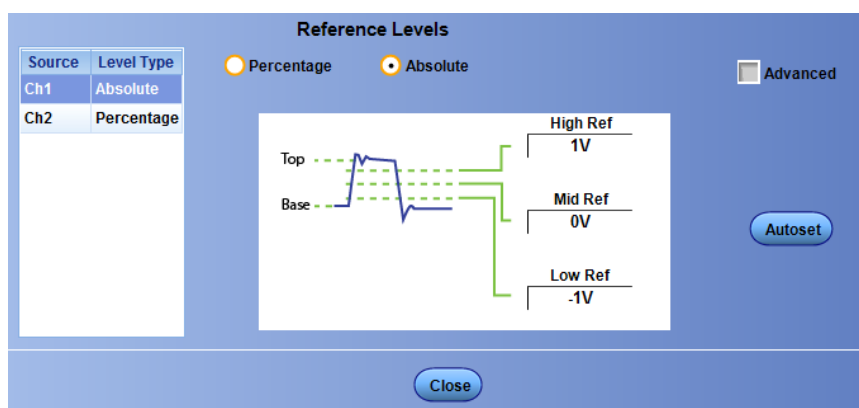 Reference Levels
Source Level Type
Ch1 Absolute
Ch2 Percentage
Percentage Absolute
Advanced
Top
Base
High Ref
1V
Mid Ref
0V
Low Ref
-1V
Autoset
Close